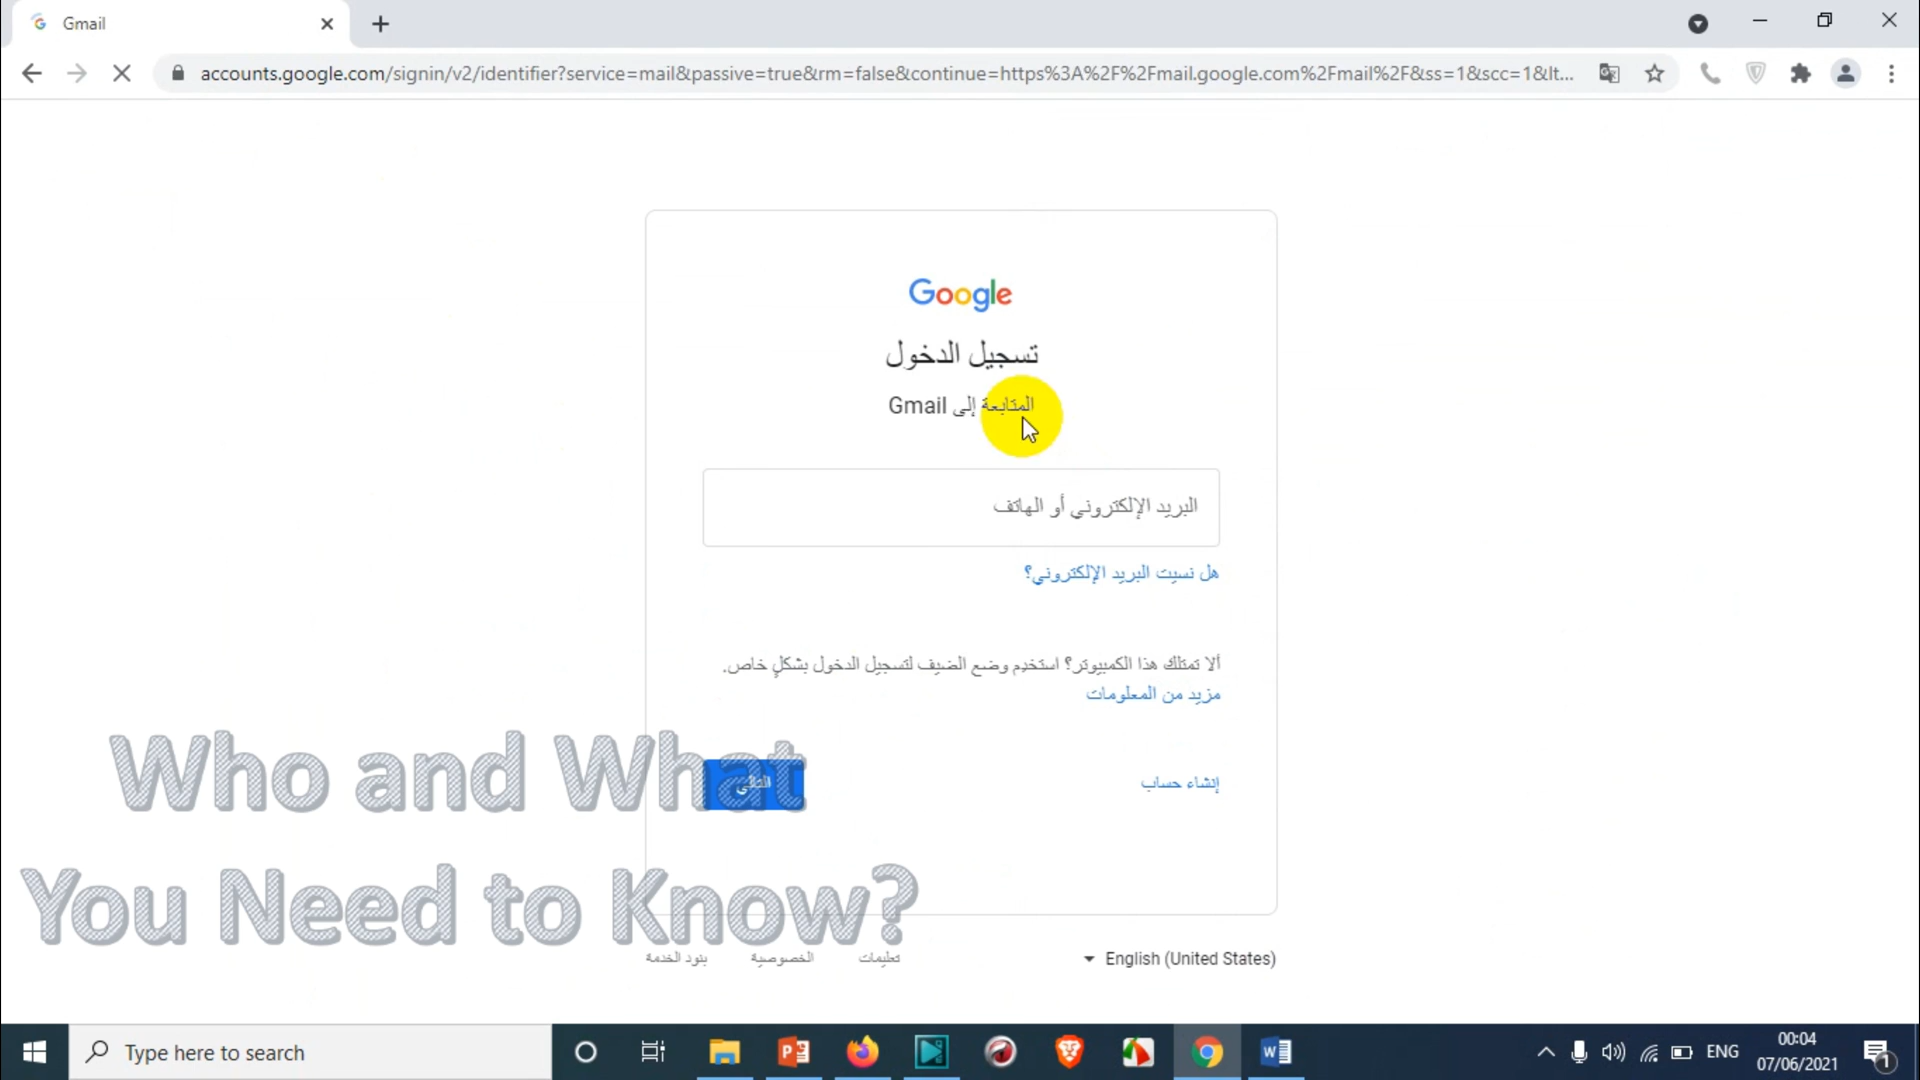 Gmail
accounts.google.com/signin/v2/identifier?service=mail&passive=true&rm=false&continue=https%3A%2F%2Fmail.google.com%2Fmail%2F&ss=1&scc=1&lt...
Google
تسجيل الدخول
المتابعة إلى Gmail
البريد الإلكتروني أو الهاتف
هل نسيت البريد الإلكتروني؟
ألا تمتلك هذا الكمبيوتر؟ استخدِم وضع الضيف لتسجيل الدخول بشكلٍ خاص.
مزيد من المعلومات
إنشاء حساب
التالي
Who and What
You Need to Know?
English (United States)
تعليمات
الخصوصية
بنود الخدمة
Type here to search
ENG
00:04
07/06/2021
1